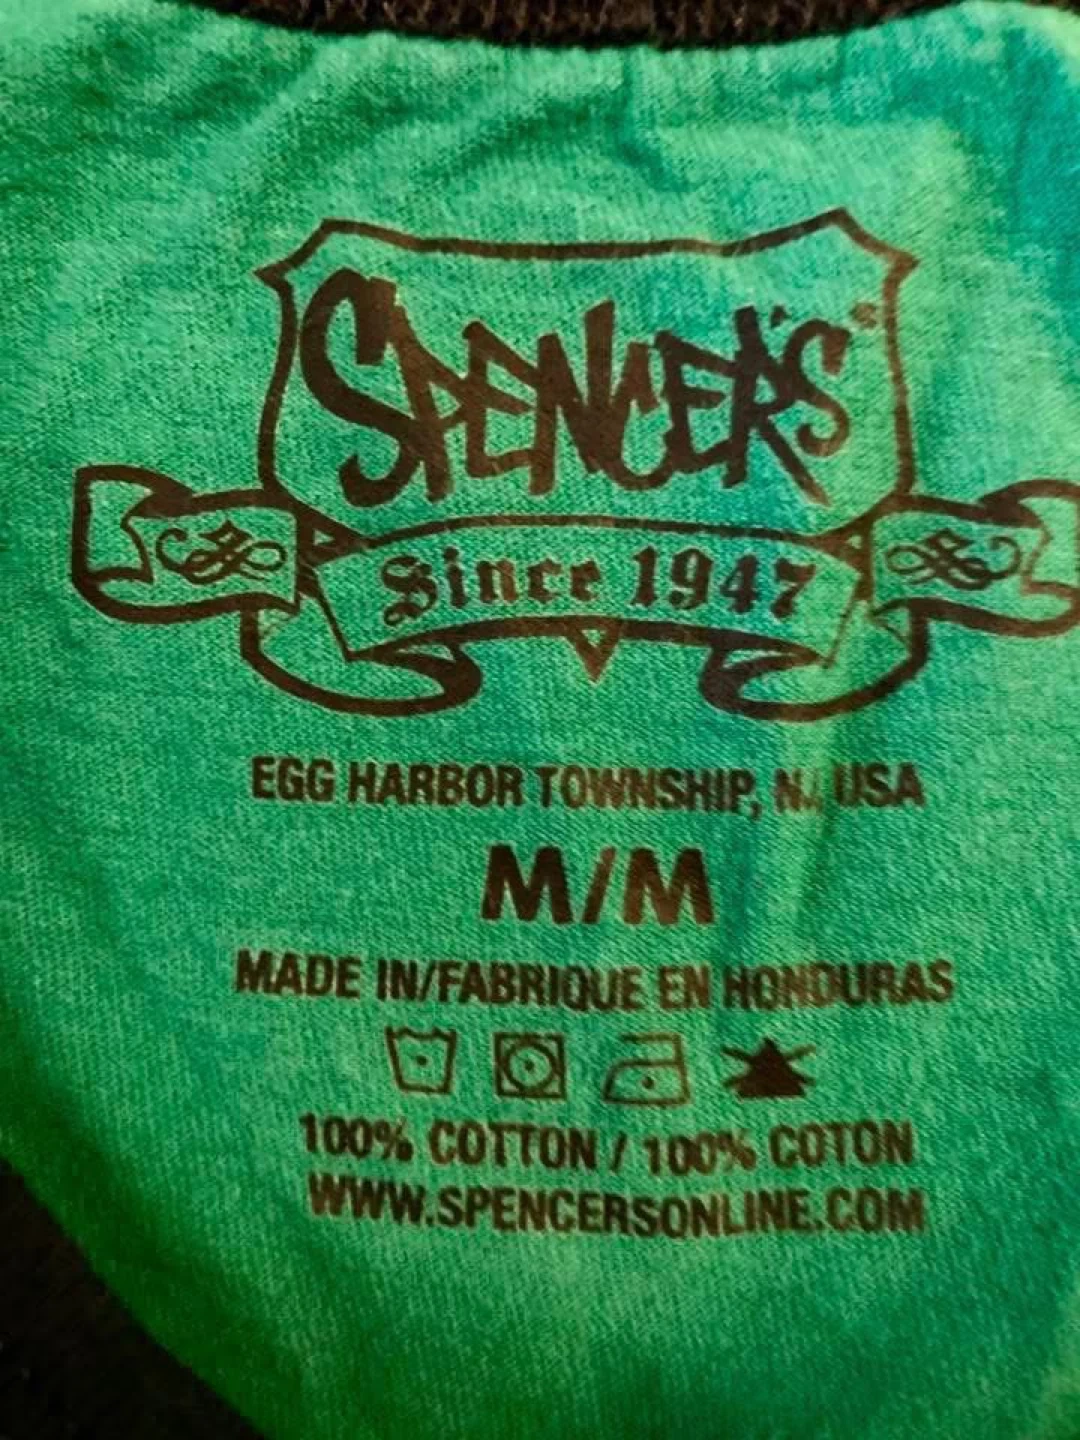 SPENCER'S
Since 1947
EGG HARBOR TOWNSHIP, NJ USA
M/M
MADE IN/FABRIQUE EN HONDURAS
100% COTTON / 100% COTON
WWW.SPENCERSONLINE.COM